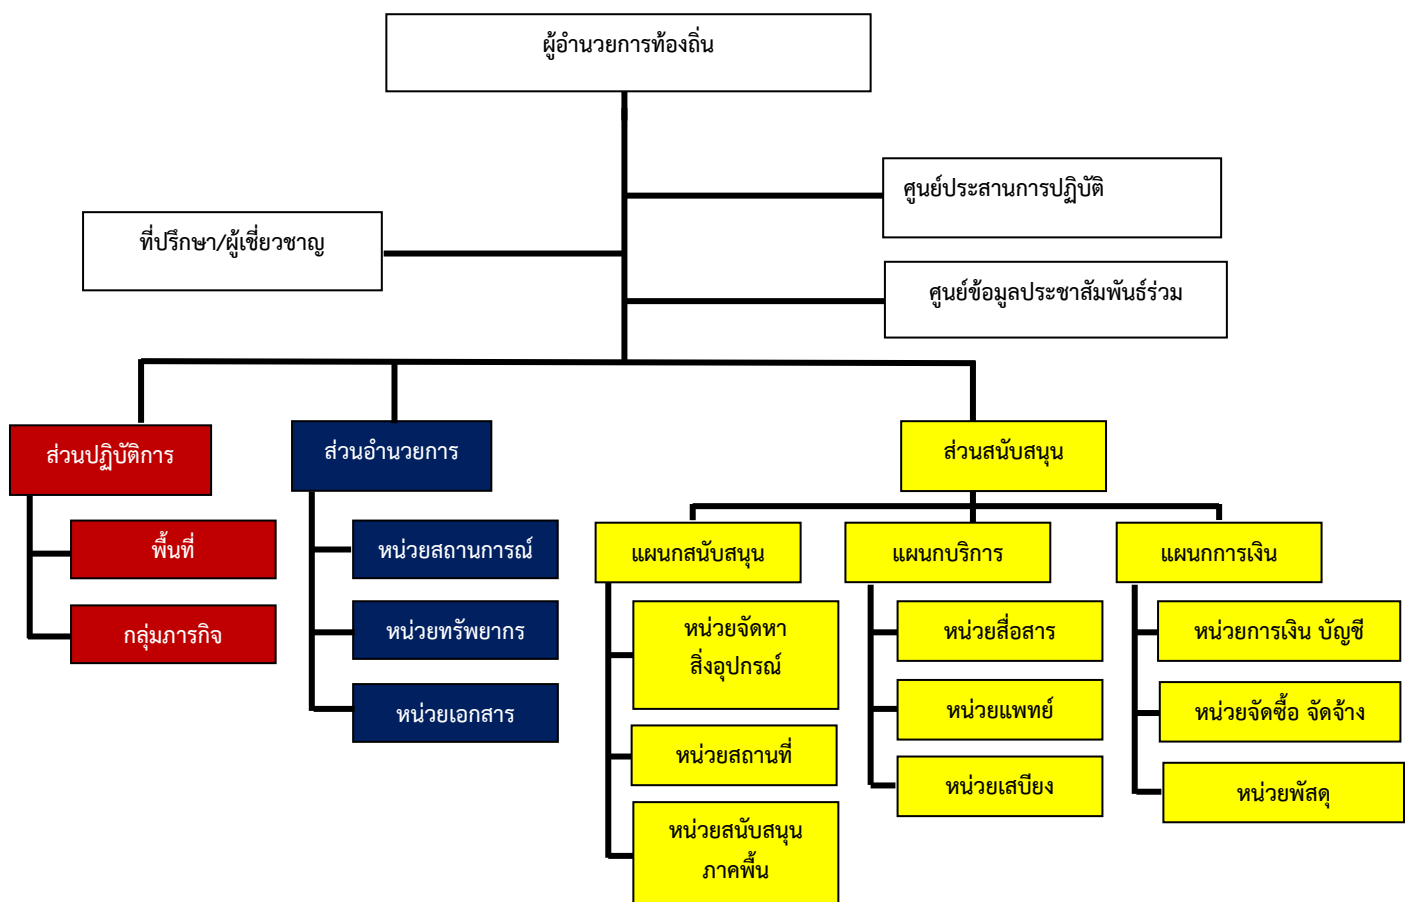 ผู้อำนวยการท้องถิ่น
ศูนย์ประสานการปฏิบัติ
ที่ปรึกษา/ผู้เชี่ยวชาญ
ศูนย์ข้อมูลประชาสัมพันธ์ร่วม
ส่วนปฏิบัติการ
พื้นที่
กลุ่มภารกิจ
ส่วนอำนวยการ
หน่วยสถานการณ์
หน่วยทรัพยากร
หน่วยเอกสาร
ส่วนสนับสนุน
แผนกสนับสนุน
หน่วยจัดหา
สิ่งอุปกรณ์
หน่วยสถานที่
หน่วยสนับสนุน
ภาคพื้น
แผนกบริการ
หน่วยสื่อสาร
หน่วยแพทย์
หน่วยเสบียง
แผนกการเงิน
หน่วยการเงิน บัญชี
หน่วยจัดซื้อ จัดจ้าง
หน่วยพัสดุ